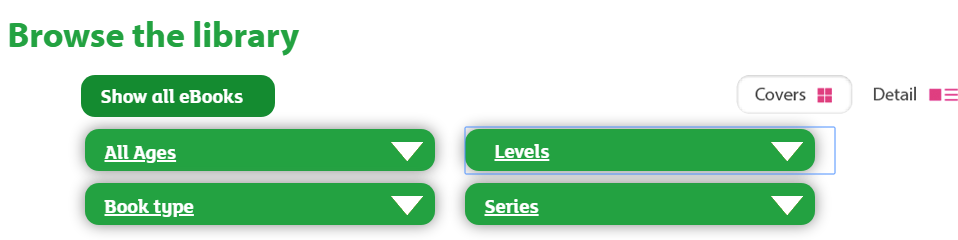 Browse the library
Show all eBooks
Covers
Detail
All Ages
Levels
Book type
Series